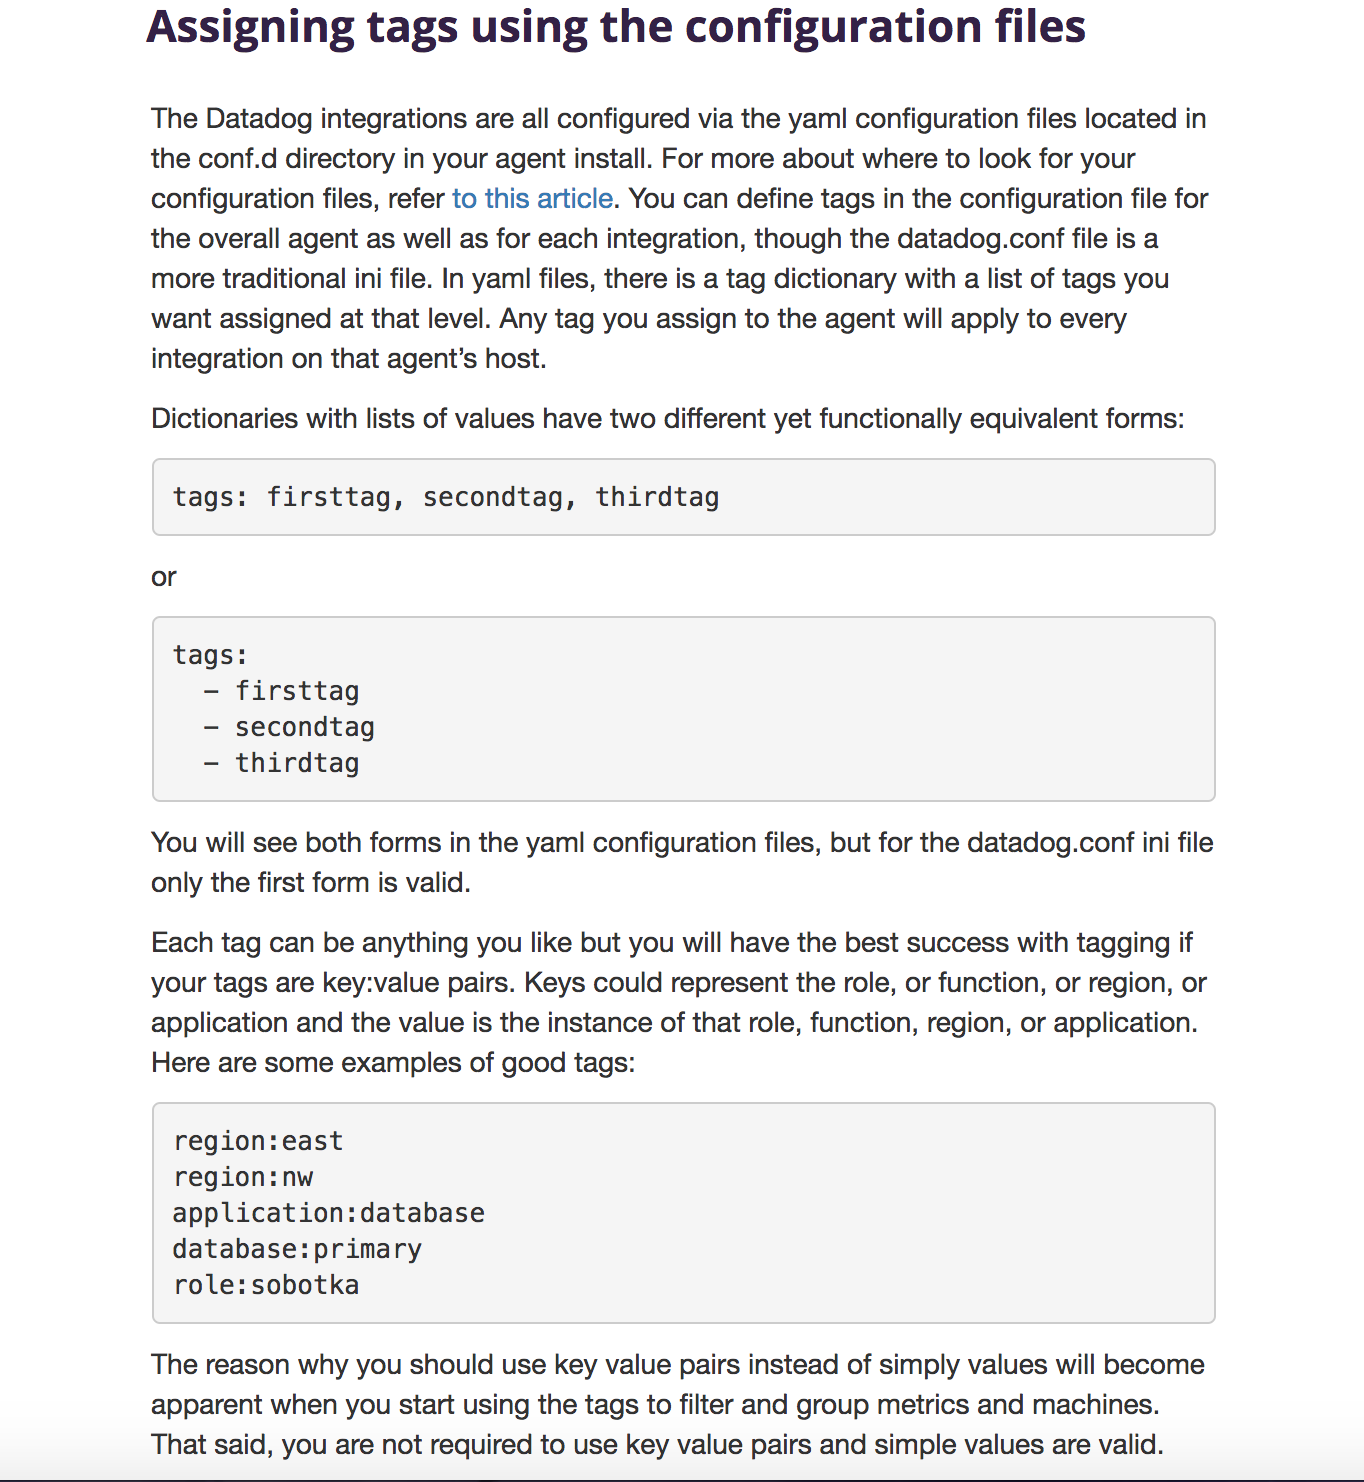 Assigning tags using the configuration files
The Datadog integrations are all configured via the yaml configuration files located in
the conf.d directory in your agent install. For more about where to look for your
configuration files, refer to this article. You can define tags in the configuration file for
the overall agent as well as for each integration, though the datadog.conf file is a
more traditional ini file. In yaml files, there is a tag dictionary with a list of tags you
want assigned at that level. Any tag you assign to the agent will apply to every
integration on that agent’s host.
Dictionaries with lists of values have two different yet functionally equivalent forms:
tags: firsttag, secondtag, thirdtag
or
tags:
  - firsttag
  - secondtag
  - thirdtag
You will see both forms in the yaml configuration files, but for the datadog.conf ini file
only the first form is valid.
Each tag can be anything you like but you will have the best success with tagging if
your tags are key:value pairs. Keys could represent the role, or function, or region, or
application and the value is the instance of that role, function, region, or application.
Here are some examples of good tags:
region:east
region:nw
application:database
database:primary
role:sobotka
The reason why you should use key value pairs instead of simply values will become
apparent when you start using the tags to filter and group metrics and machines.
That said, you are not required to use key value pairs and simple values are valid.